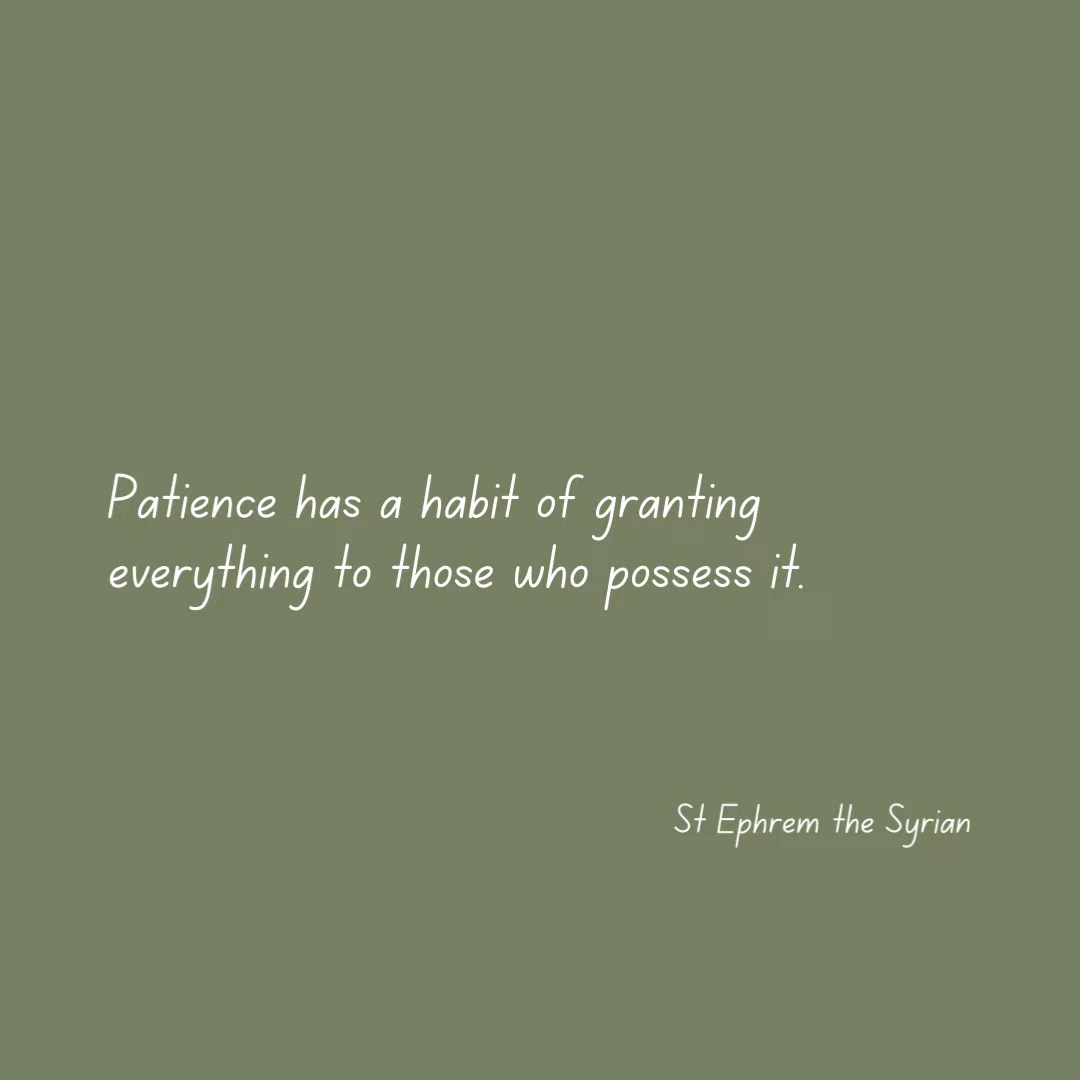 Patience has a habit of granting
everything to those who possess it.
St Ephrem the Syrian